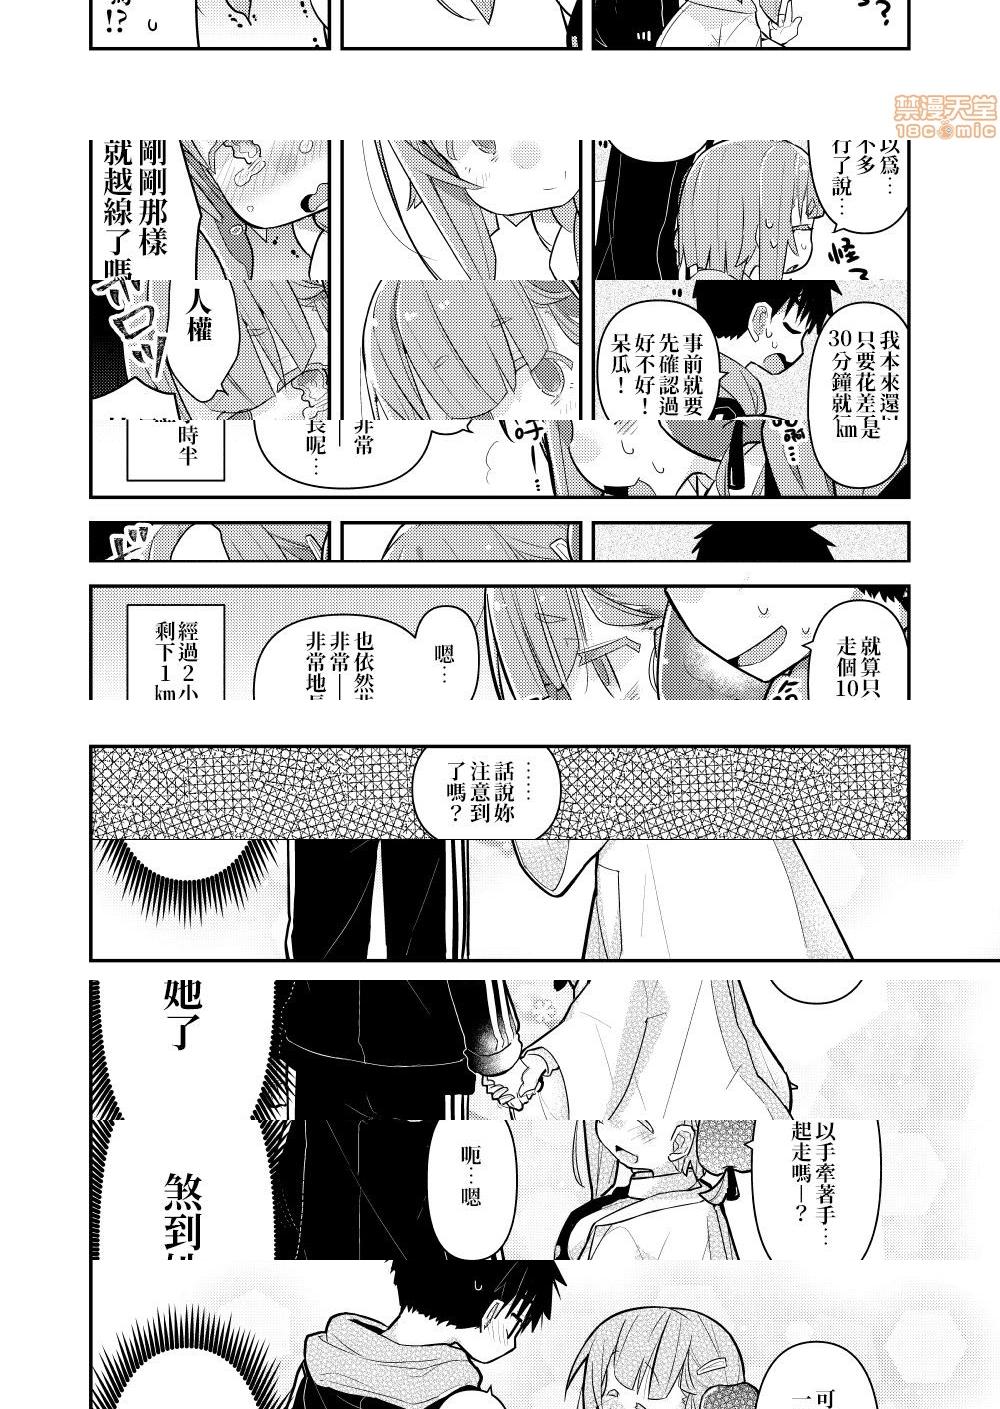 ？
!?
禁漫天堂
18comic
以為…
不多
行了說…
怪
了
剛剛那樣
就越線了嗎
我本來還
只要花差
30分鐘就
事前就要
先確認過
好不好！
呆瓜！
人權
是
km
非常
長呢…
時半
就算只
走個10
嗯…
也依然
非常—
非常地
經過２小
剩下１km
……
話說妳
注意到
了嗎？
她了
以手牽著手…
起走嗎—？
呃…嗯
煞到
可
一